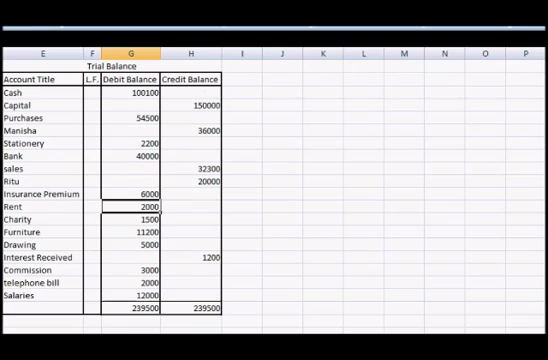 E F G H I J K L M N O P
Trial Balance
Account Title L.F. Debit Balance Credit Balance
Cash 100100
Capital 150000
Purchases 54500
Manisha 36000
Stationery 2200
Bank 40000
sales 32300
Ritu 20000
Insurance Premium 6000
Rent 2000
Charity 1500
Furniture 11200
Drawing 5000
Interest Received 1200
Commission 3000
telephone bill 2000
Salaries 12000
239500 239500